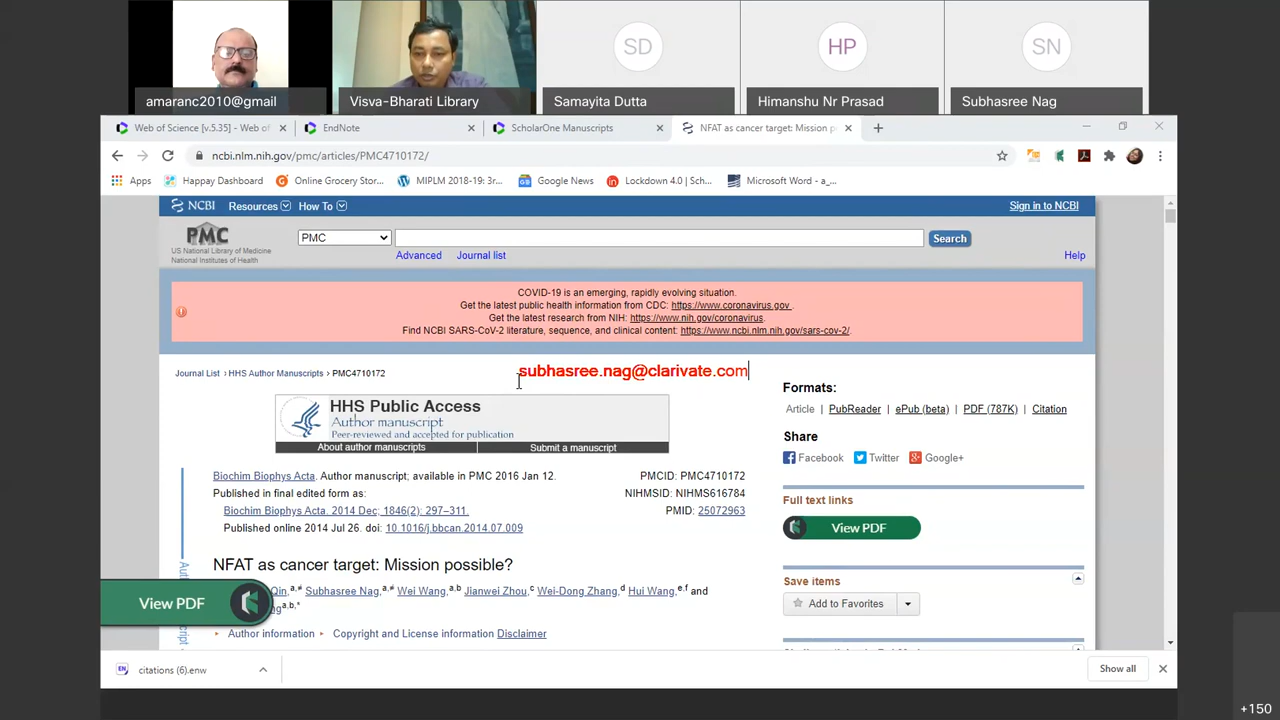 SD
HP
SN
amaranc2010@gmail
Visva-Bharati Library
Samayita Dutta
Himanshu Nr Prasad
Subhasree Nag
Web of Science [v.5.35] - Web of
EndNote
ScholarOne Manuscripts
NFAT as cancer target: Mission p
ncbi.nlm.nih.gov/pmc/articles/PMC4710172/
Apps
Happay Dashboard
Online Grocery Stor...
MIPLM 2018-19: 3r...
Google News
Lockdown 4.0 | Sch...
Microsoft Word - a_...
NCBI
Resources
How To
Sign in to NCBI
PMC
US National Library of Medicine
National Institutes of Health
PMC
Search
Advanced
Journal list
Help
COVID-19 is an emerging, rapidly evolving situation.
Get the latest public health information from CDC: https://www.coronavirus.gov .
Get the latest research from NIH: https://www.nih.gov/coronavirus.
Find NCBI SARS-CoV-2 literature, sequence, and clinical content: https://www.ncbi.nlm.nih.gov/sars-cov-2/.
subhasree.nag@clarivate.com
Journal List › HHS Author Manuscripts › PMC4710172
HHS Public Access
Author manuscript
Peer-reviewed and accepted for publication
About author manuscripts
Submit a manuscript
Formats:
Article | PubReader | ePub (beta) | PDF (787K) | Citation
Share
Facebook
Twitter
Google+
Biochim Biophys Acta. Author manuscript; available in PMC 2016 Jan 12.
PMCID: PMC4710172
Published in final edited form as:
NIHMSID: NIHMS616784
Biochim Biophys Acta. 2014 Dec; 1846(2): 297–311.
PMID: 25072963
Published online 2014 Jul 26. doi: 10.1016/j.bbcan.2014.07.009
Full text links
View PDF
NFAT as cancer target: Mission possible?
Save items
Qin,a,≠ Subhasree Nag,a,≠ Wei Wang,a,b Jianwei Zhou,c Wei-Dong Zhang,d Hui Wang,e,f and
a,b,*
Add to Favorites
View PDF
Author information
Copyright and License information
Disclaimer
citations (6).enw
Show all
+150